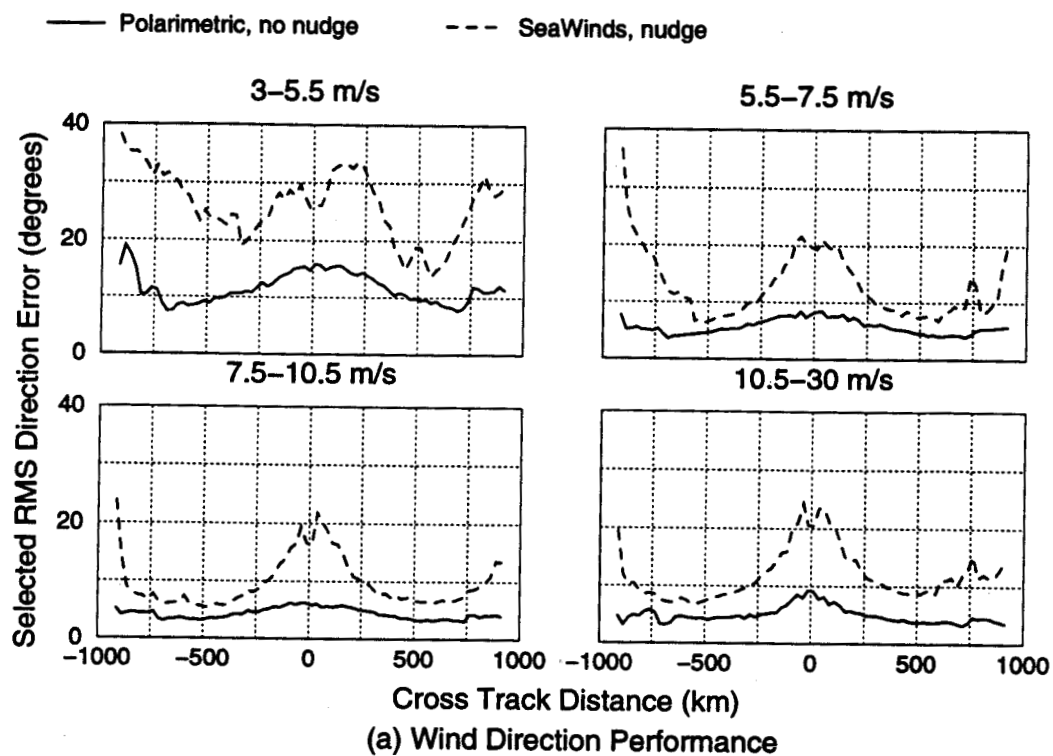 Polarimetric, no nudge
SeaWinds, nudge
3–5.5 m/s
5.5–7.5 m/s
Selected RMS Direction Error (degrees)
40
20
0
7.5–10.5 m/s
10.5–30 m/s
40
20
0
−1000 −500 0 500 1000
−1000 −500 0 500 1000
Cross Track Distance (km)
(a) Wind Direction Performance